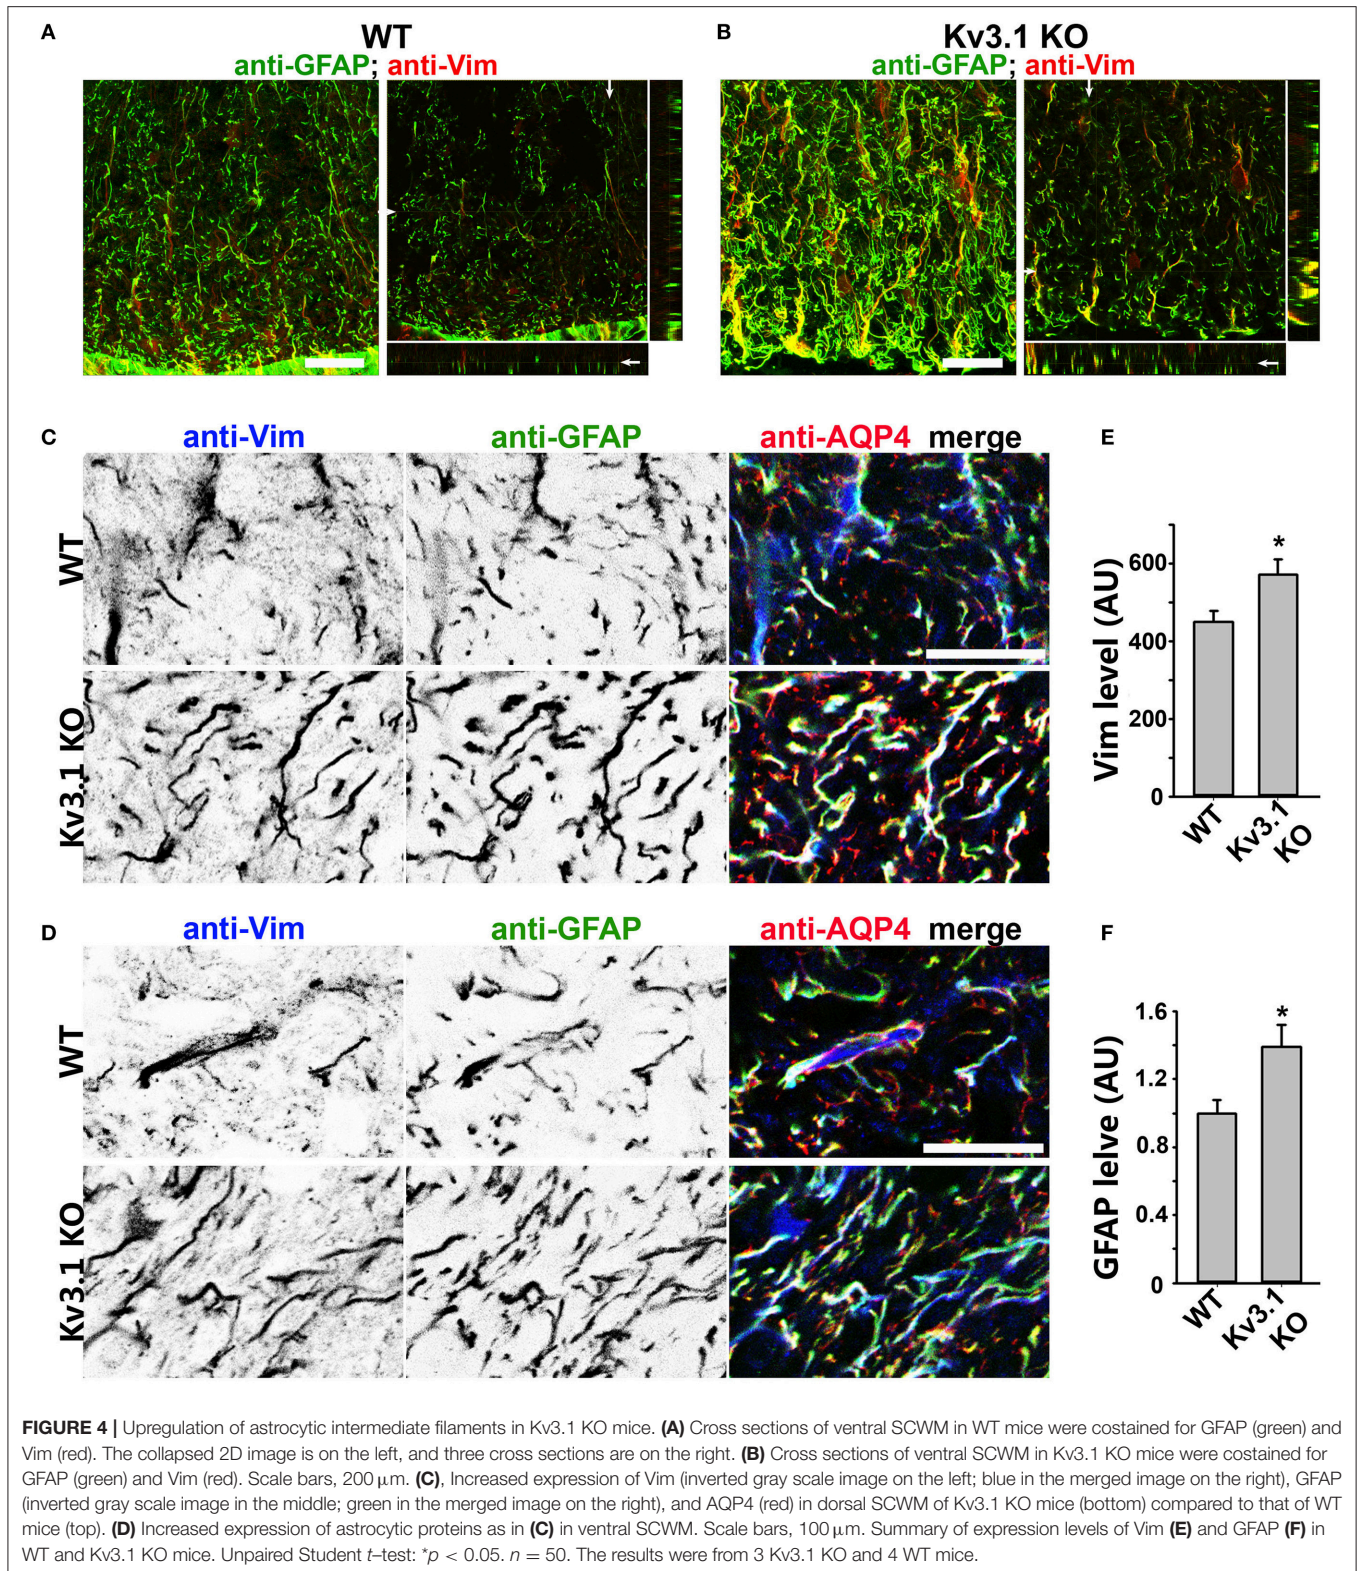 A
WT
anti-GFAP; anti-Vim
B
Kv3.1 KO
anti-GFAP; anti-Vim
C
anti-Vim
anti-GFAP
anti-AQP4 merge
WT
Kv3.1 KO
E
Vim level (AU)
600
400
200
0
*
WT
Kv3.1
KO
D
anti-Vim
anti-GFAP
anti-AQP4 merge
WT
Kv3.1 KO
F
GFAP lelve (AU)
1.6
1.2
0.8
0.4
0
*
WT
Kv3.1
KO
FIGURE 4 | Upregulation of astrocytic intermediate filaments in Kv3.1 KO mice. (A) Cross sections of ventral SCWM in WT mice were costained for GFAP (green) and
Vim (red). The collapsed 2D image is on the left, and three cross sections are on the right. (B) Cross sections of ventral SCWM in Kv3.1 KO mice were costained for
GFAP (green) and Vim (red). Scale bars, 200 μm. (C), Increased expression of Vim (inverted gray scale image on the left; blue in the merged image on the right), GFAP
(inverted gray scale image in the middle; green in the merged image on the right), and AQP4 (red) in dorsal SCWM of Kv3.1 KO mice (bottom) compared to that of WT
mice (top). (D) Increased expression of astrocytic proteins as in (C) in ventral SCWM. Scale bars, 100 μm. Summary of expression levels of Vim (E) and GFAP (F) in
WT and Kv3.1 KO mice. Unpaired Student t–test: *p < 0.05. n = 50. The results were from 3 Kv3.1 KO and 4 WT mice.